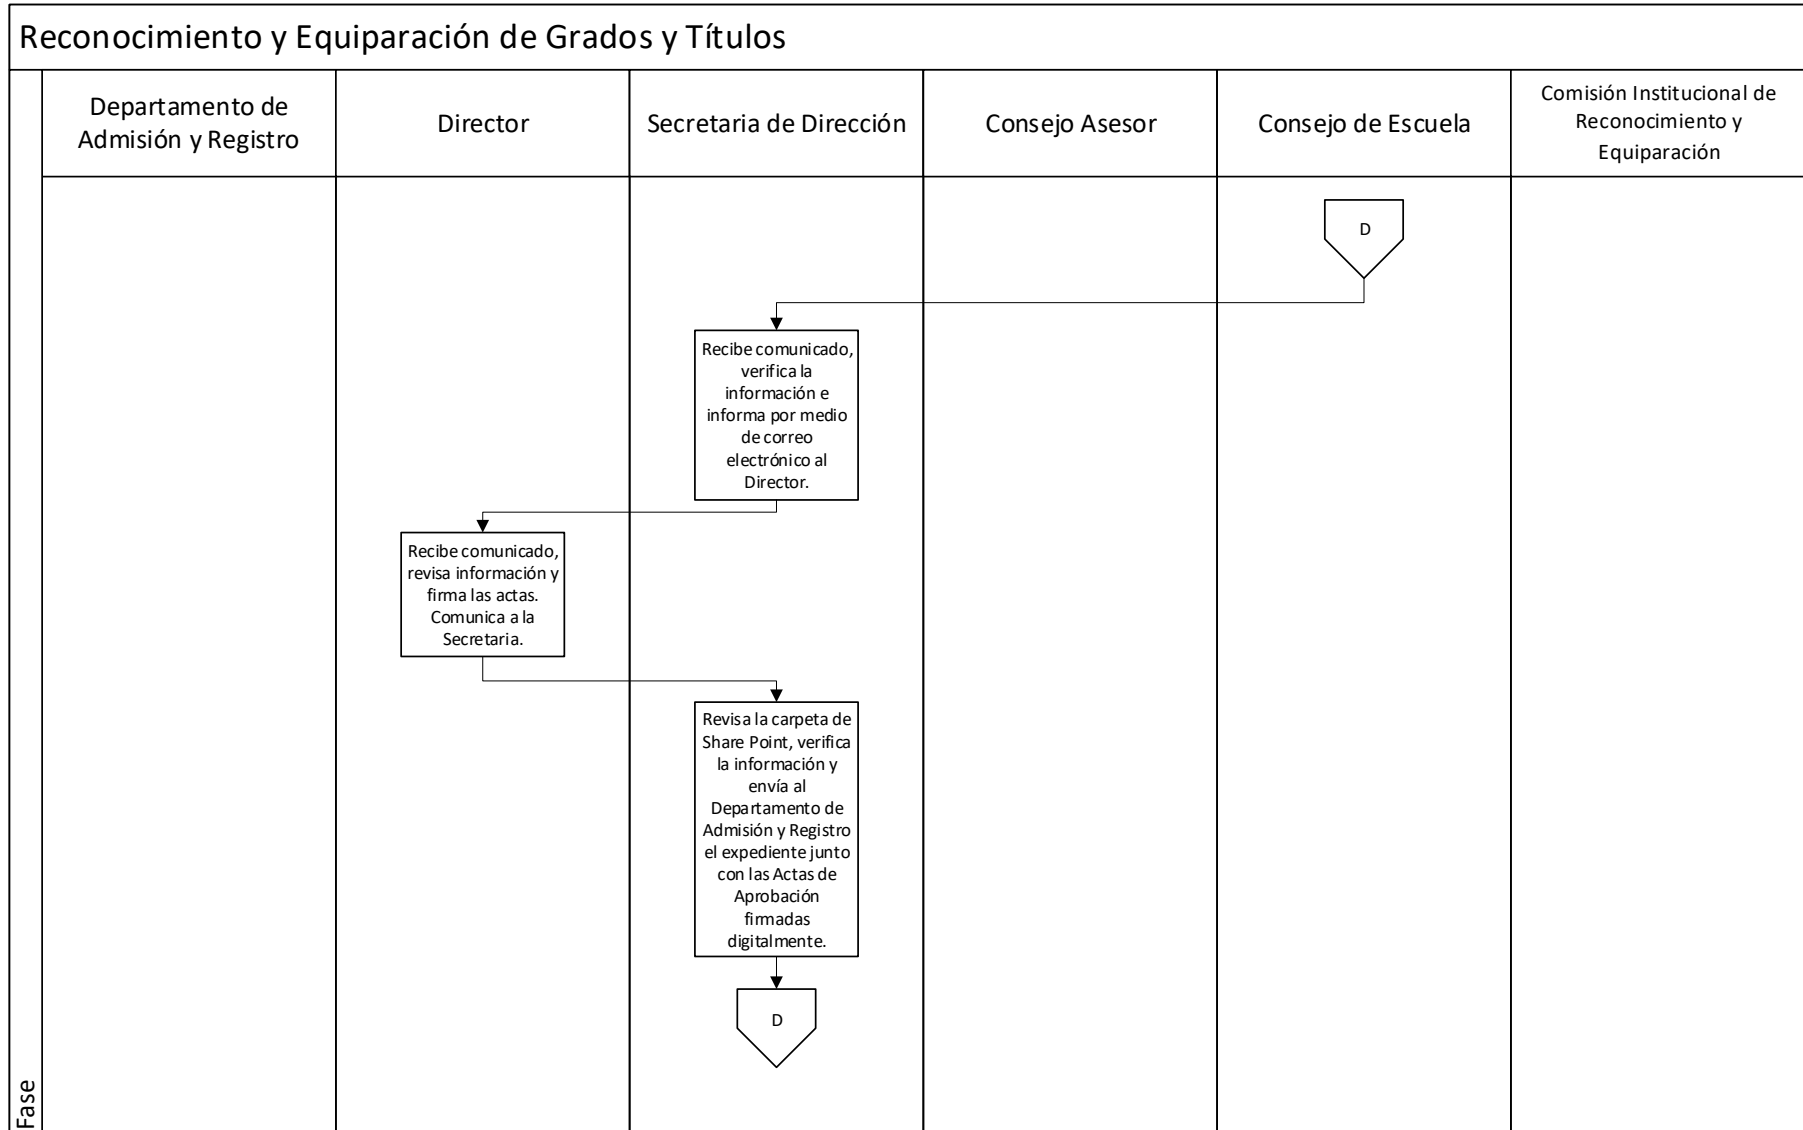 Reconocimiento y Equiparación de Grados y Títulos
Departamento de
Admisión y Registro
Director
Secretaria de Dirección
Consejo Asesor
Consejo de Escuela
Comisión Institucional de
Reconocimiento y
Equiparación
D
Recibe comunicado,
verifica la
información e
informa por medio
de correo
electrónico al
Director.
Recibe comunicado,
revisa información y
firma las actas.
Comunica a la
Secretaria.
Revisa la carpeta de
Share Point, verifica
la información y
envía al
Departamento de
Admisión y Registro
el expediente junto
con las Actas de
Aprobación
firmadas
digitalmente.
D
Fase